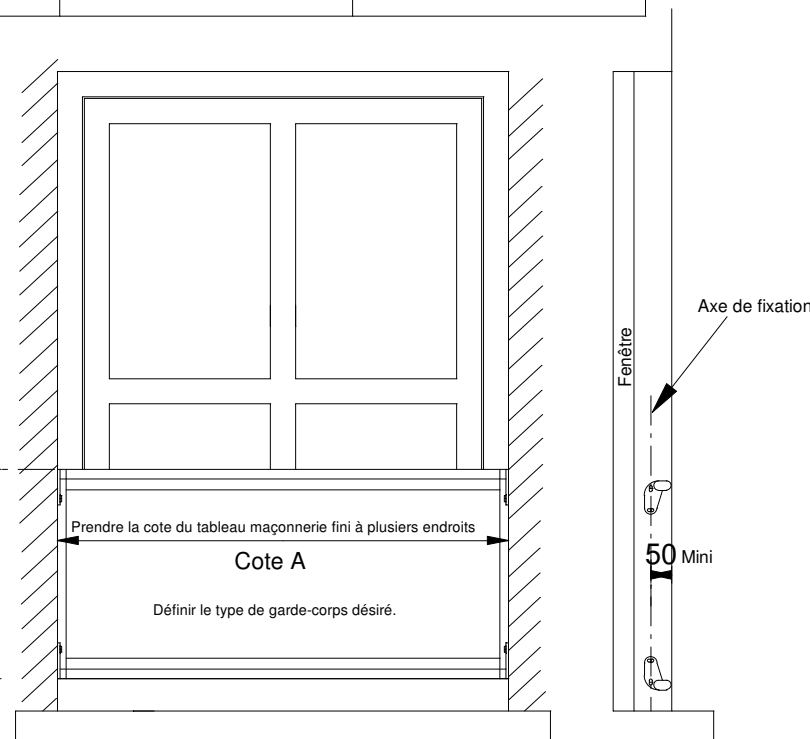 Axe de fixation
Fenêtre
Prendre la cote du tableau maçonnerie fini à plusieurs endroits
Cote A
50 Mini
Définir le type de garde-corps désiré.